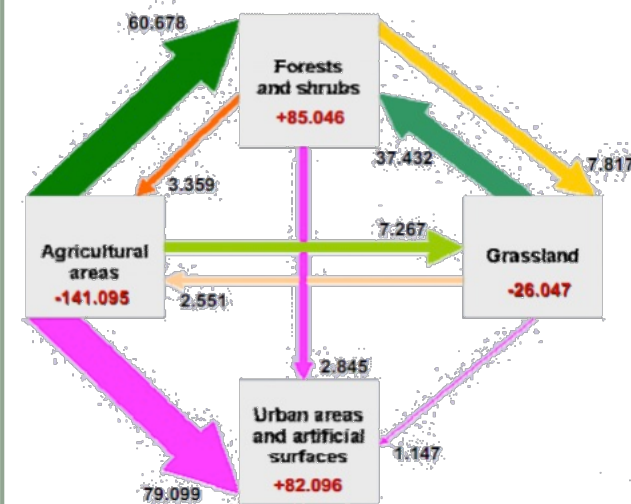 60.678
Forests
and shrubs
+85.046
37.432
7.817
3.359
7.267
Agricultural
areas
-141.095
Grassland
-26.047
2.551
2.845
Urban areas
and artificial
surfaces
+82.096
1.147
79.099